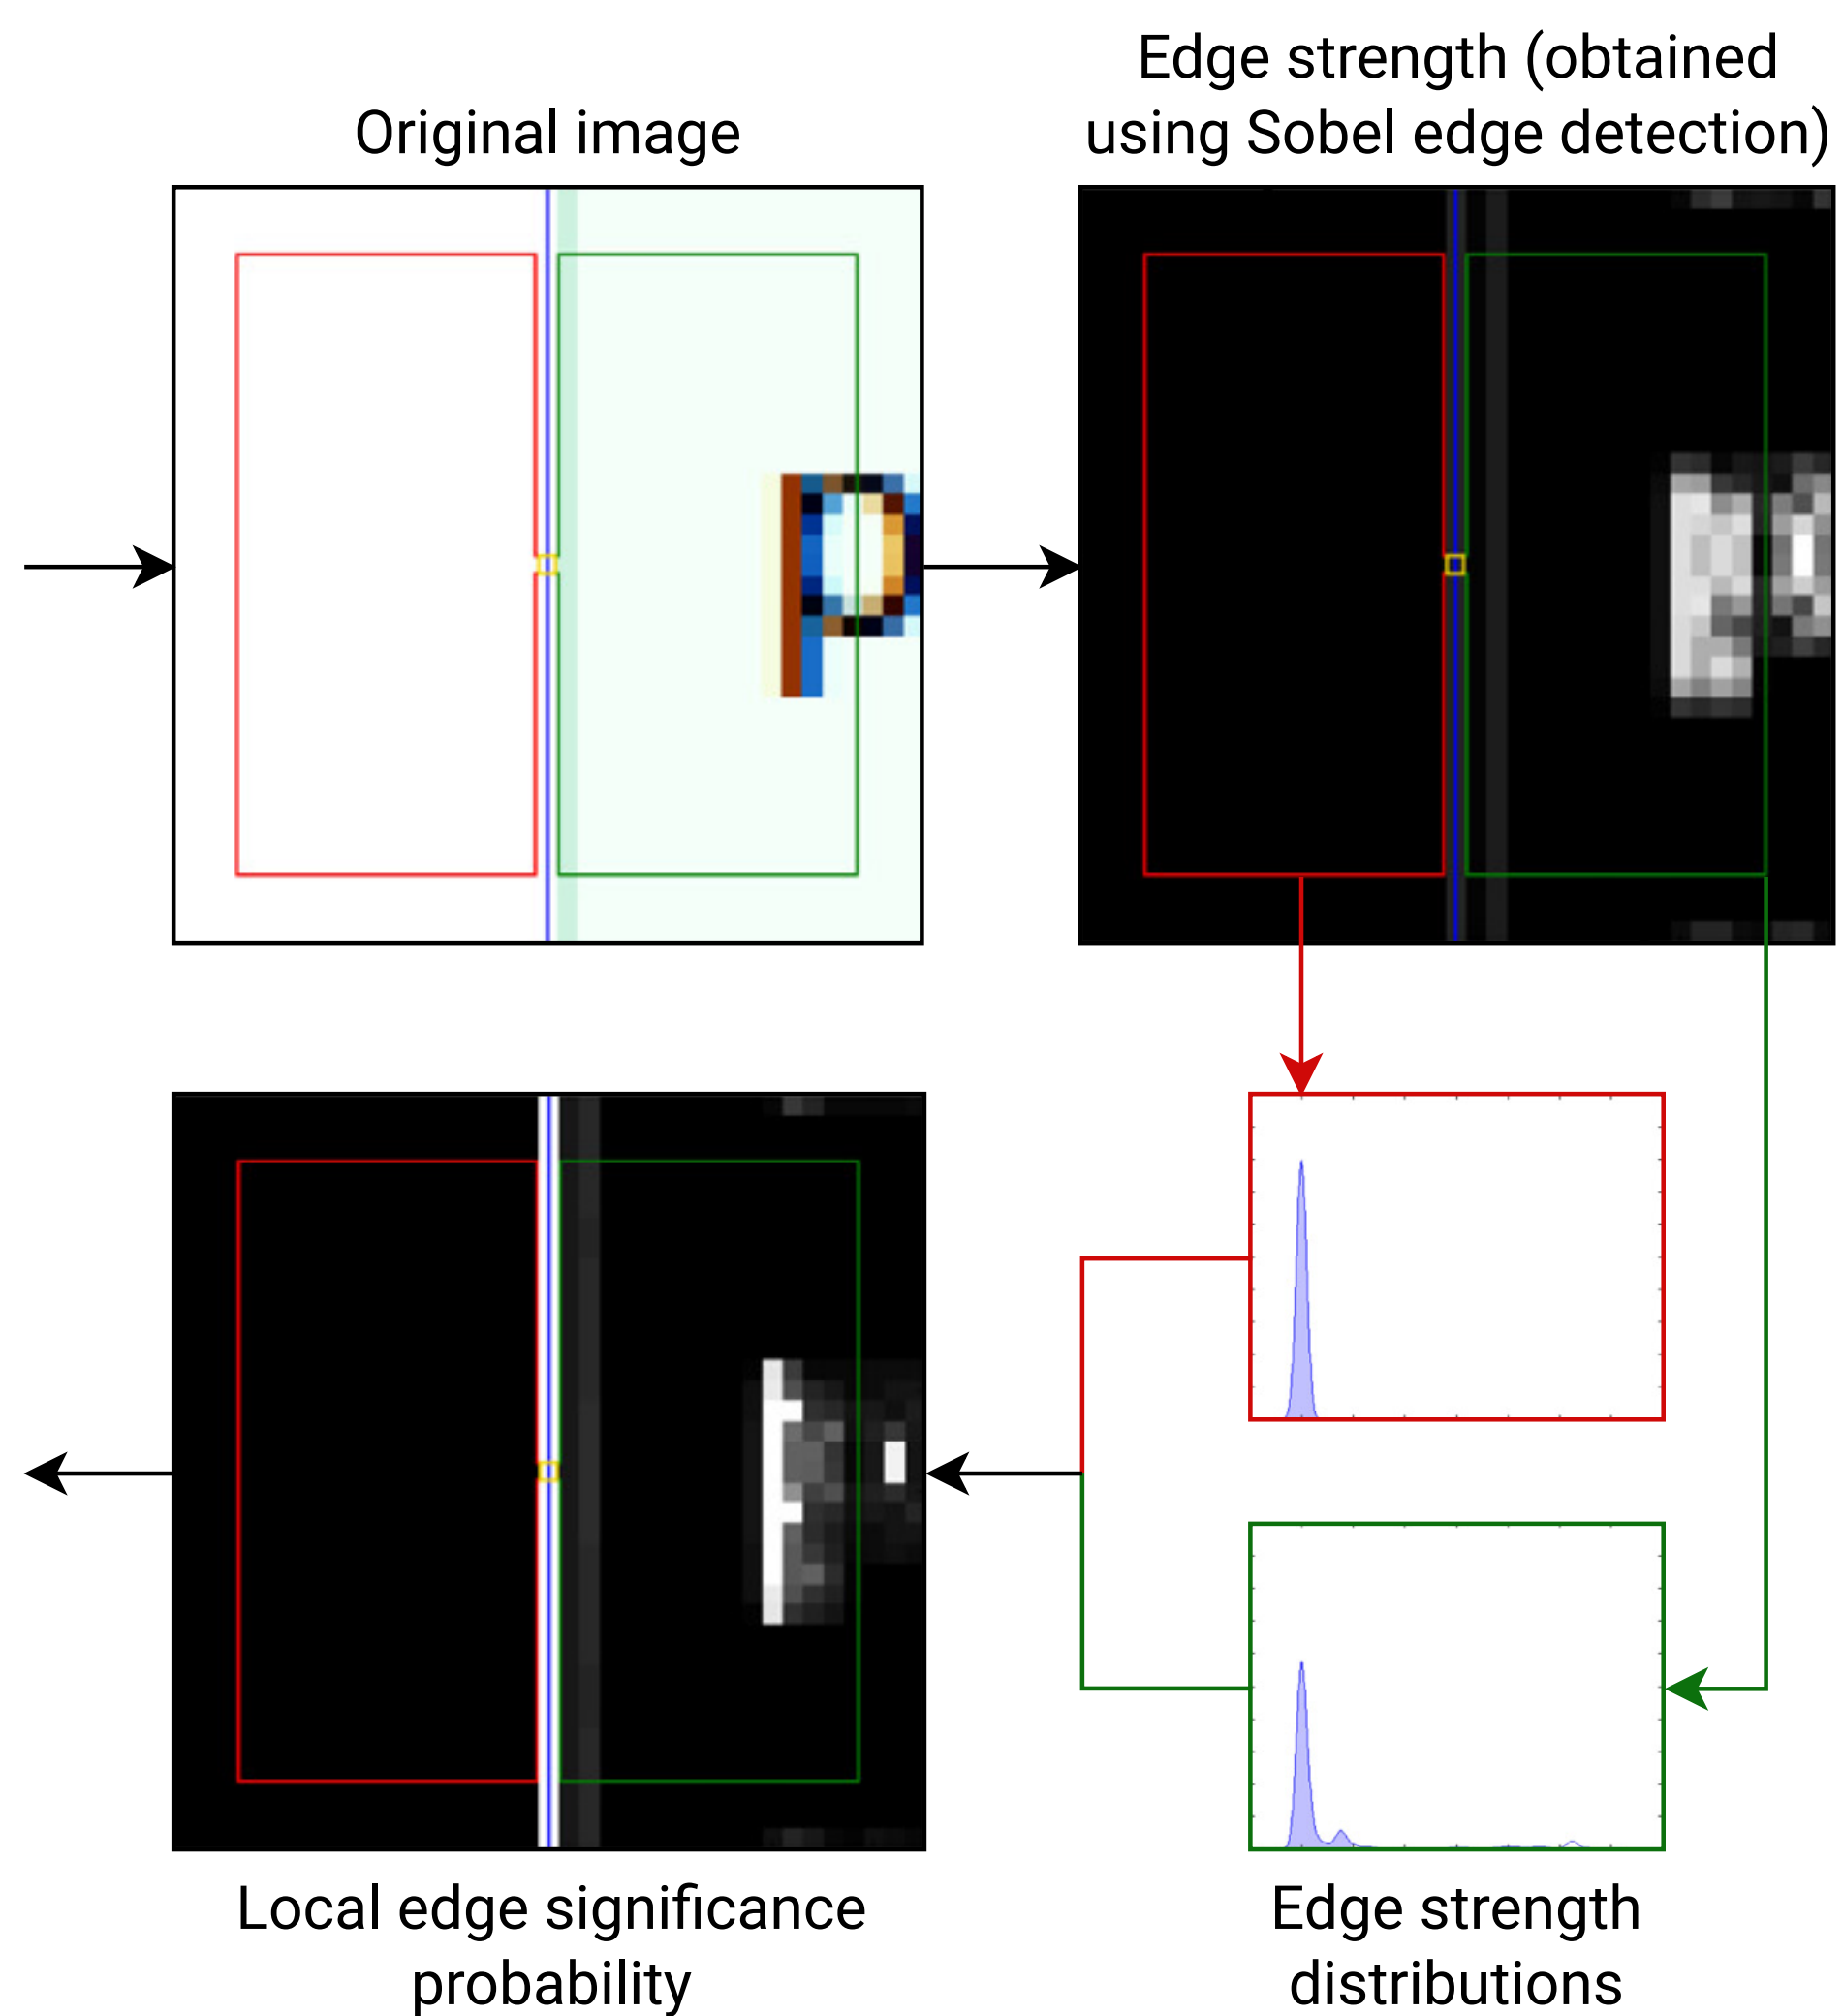 Original image
Edge strength (obtained
using Sobel edge detection)
p
Local edge significance
probability
Edge strength
distributions